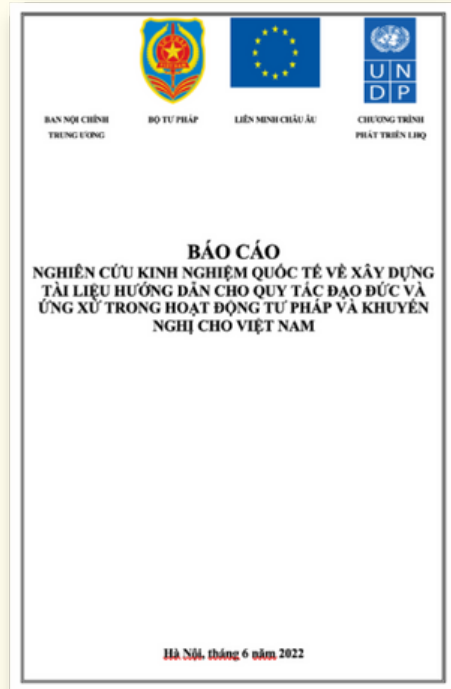 BAN NỘI CHÍNH
TRUNG ƯƠNG
BỘ TƯ PHÁP
LIÊN MINH CHÂU ÂU
CHƯƠNG TRÌNH
PHÁT TRIỂN LHQ
U N
D P
BÁO CÁO
NGHIÊN CỨU KINH NGHIỆM QUỐC TẾ VỀ XÂY DỰNG
TÀI LIỆU HƯỚNG DẪN CHO QUY TẮC ĐẠO ĐỨC VÀ
ỨNG XỬ TRONG HOẠT ĐỘNG TƯ PHÁP VÀ KHUYẾN
NGHỊ CHO VIỆT NAM
Hà Nội, tháng 6 năm 2022